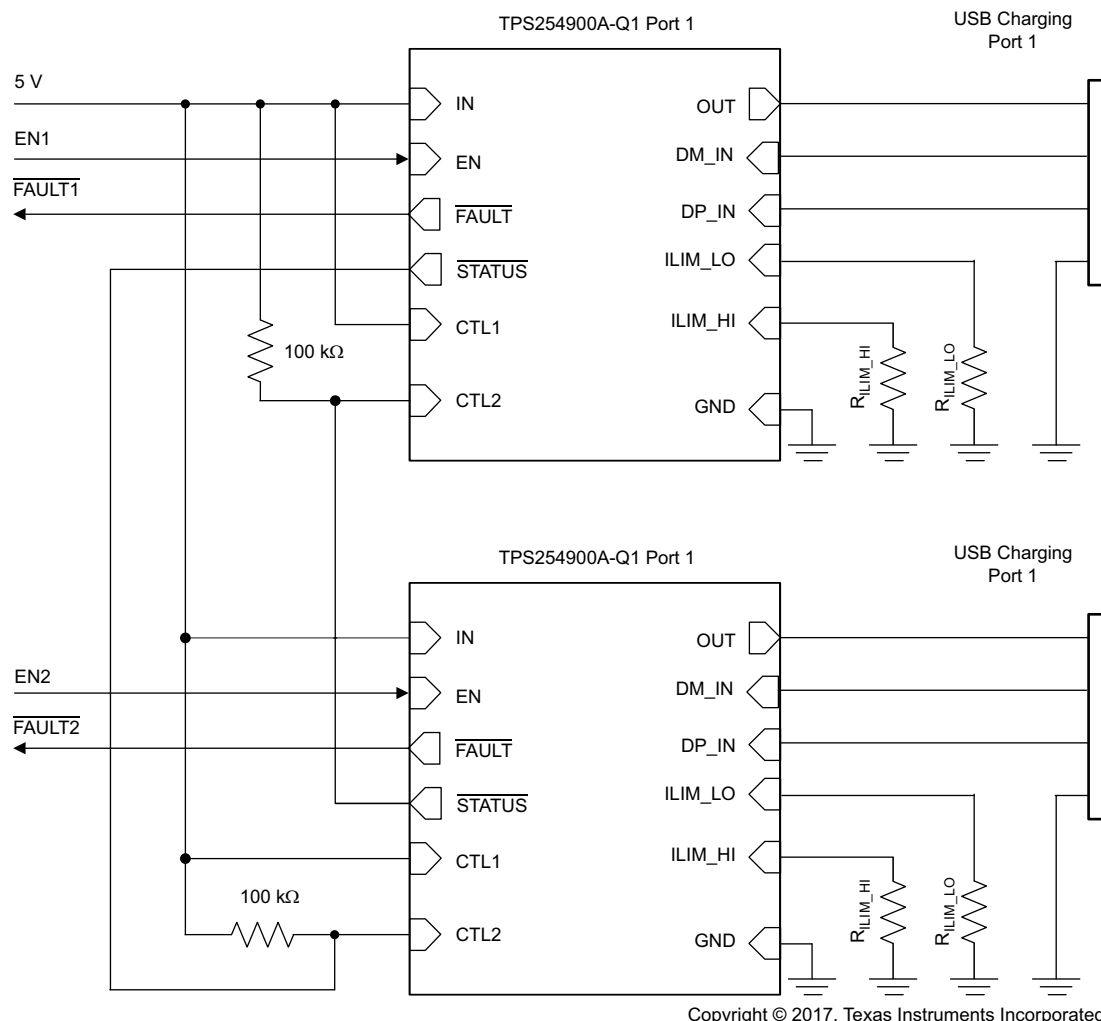 TPS254900A-Q1 Port 1
USB Charging
Port 1
5 V
EN1
FAULT1
IN
EN
FAULT
STATUS
CTL1
CTL2
100 kΩ
OUT
DM_IN
DP_IN
ILIM_LO
ILIM_HI
GND
RILIM_HI
RILIM_LO
TPS254900A-Q1 Port 1
USB Charging
Port 1
EN2
FAULT2
IN
EN
FAULT
STATUS
CTL1
CTL2
100 kΩ
OUT
DM_IN
DP_IN
ILIM_LO
ILIM_HI
GND
RILIM_HI
RILIM_LO
Copyright © 2017, Texas Instruments Incorporated